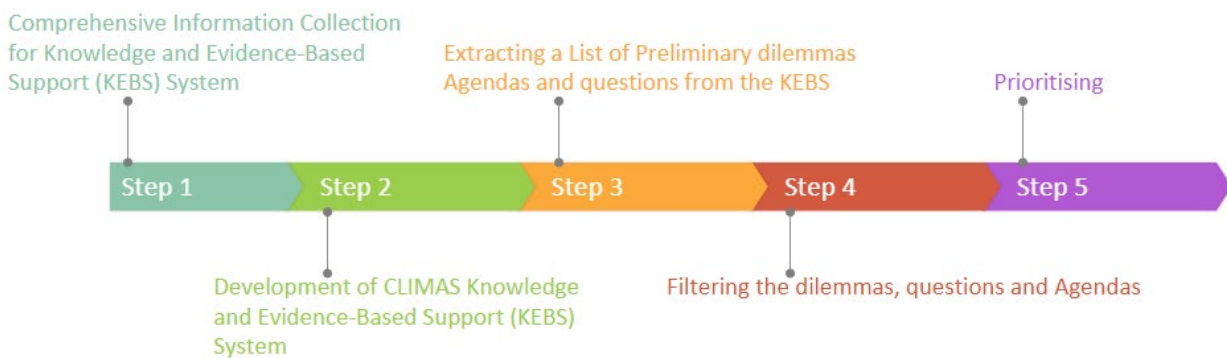 Comprehensive Information Collection
for Knowledge and Evidence-Based
Support (KEBS) System
Extracting a List of Preliminary dilemmas
Agendas and questions from the KEBS
Prioritising
Step 1
Step 2
Step 3
Step 4
Step 5
Development of CLIMAS Knowledge
and Evidence-Based Support (KEBS)
System
Filtering the dilemmas, questions and Agendas